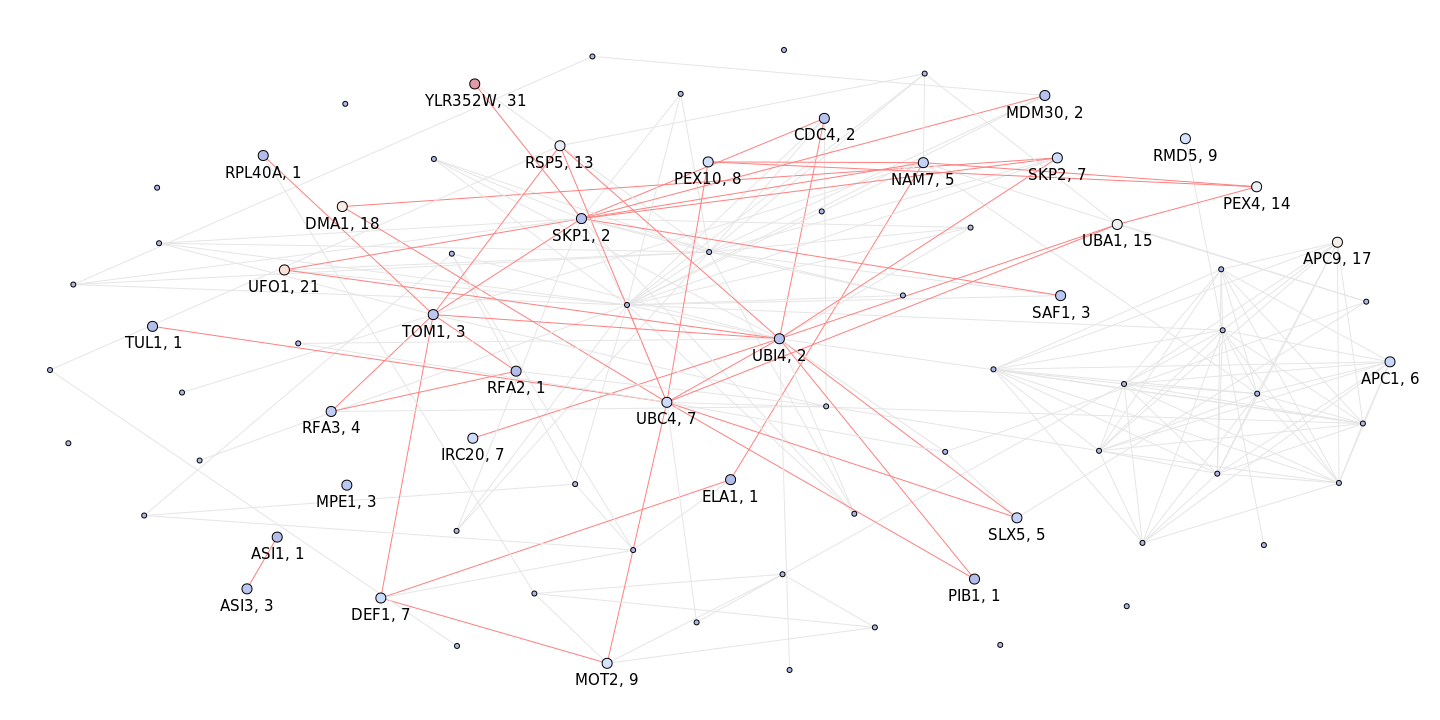 YLR352W, 31
MDM30, 2
CDC4, 2
RMD5, 9
RSP5, 13
RPL40A, 1
PEX10, 8
NAM7, 5
SKP2, 7
PEX4, 14
DMA1, 18
SKP1, 2
UBA1, 15
APC9, 17
UFO1, 21
SAF1, 3
TOM1, 3
TUL1, 1
UBI4, 2
APC1, 6
RFA2, 1
UBC4, 7
RFA3, 4
IRC20, 7
MPE1, 3
ELA1, 1
SLX5, 5
ASI1, 1
PIB1, 1
ASI3, 3
DEF1, 7
MOT2, 9